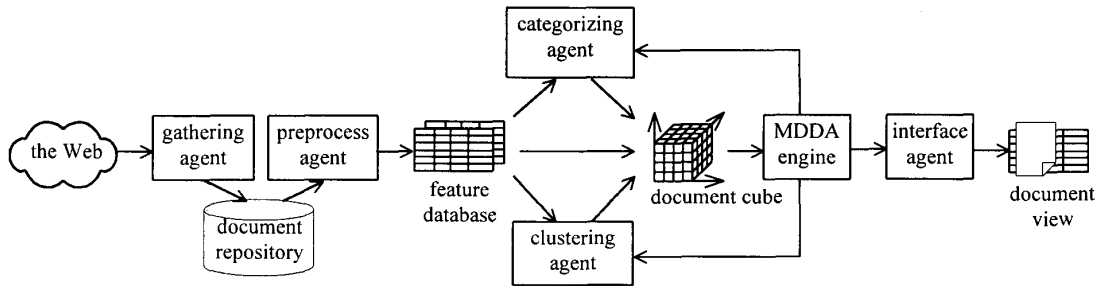 the Web
gathering
agent
document
repository
preprocess
agent
feature
database
categorizing
agent
clustering
agent
document cube
MDDA
engine
interface
agent
document
view